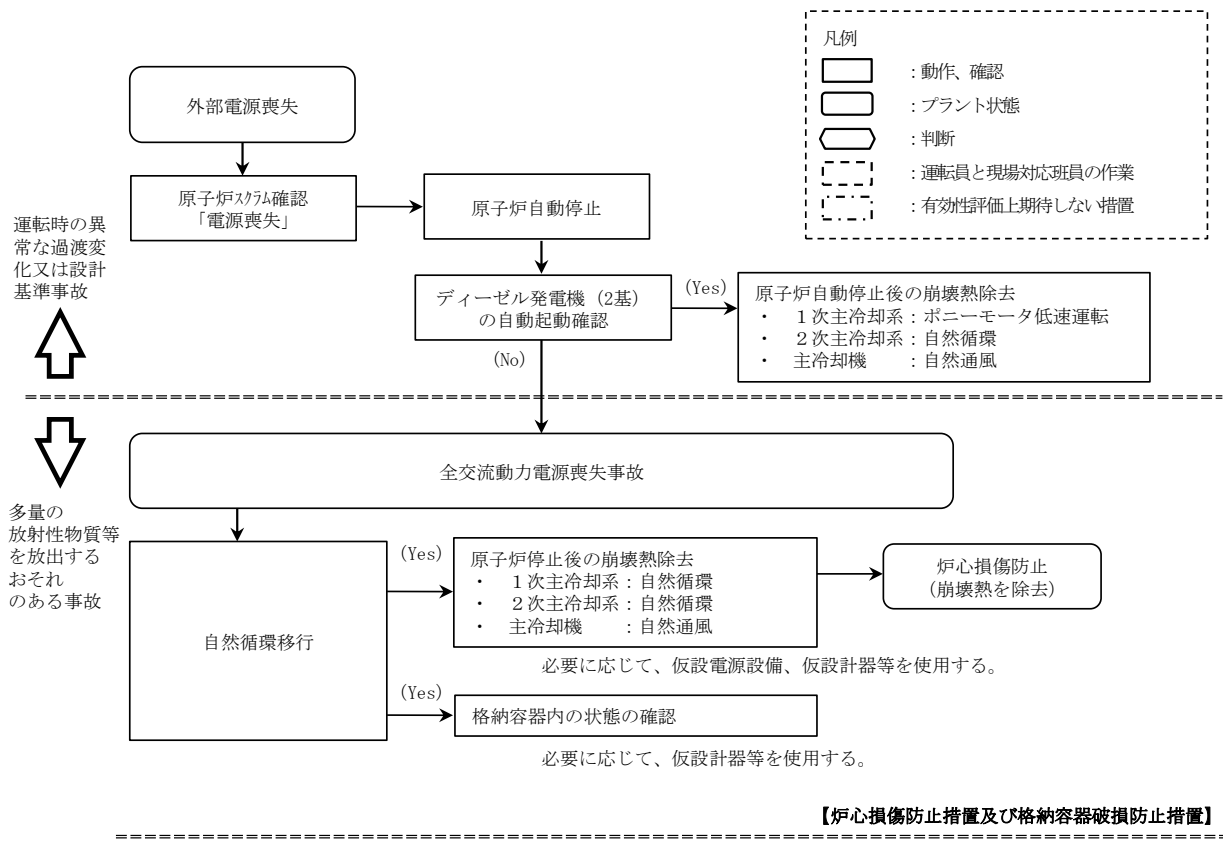 凡例
：動作、確認
：プラント状態
：判断
：運転員と現場対応班員の作業
：有効性評価上期待しない措置
外部電源喪失
原子炉ｽｸﾗﾑ確認
「電源喪失」
原子炉自動停止
運転時の異
常な過渡変
化又は設計
基準事故
ディーゼル発電機（2基）
の自動起動確認
(Yes)
(No)
原子炉自動停止後の崩壊熱除去
・ １次主冷却系：ポニーモータ低速運転
・ ２次主冷却系：自然循環
・ 主冷却機　　：自然通風
全交流動力電源喪失事故
多量の
放射性物質等
を放出する
おそれ
のある事故
自然循環移行
(Yes)
原子炉停止後の崩壊熱除去
・ １次主冷却系：自然循環
・ ２次主冷却系：自然循環
・ 主冷却機　　：自然通風
炉心損傷防止
(崩壊熱を除去)
必要に応じて、仮設電源設備、仮設計器等を使用する。
(Yes)
格納容器内の状態の確認
必要に応じて、仮設計器等を使用する。
【炉心損傷防止措置及び格納容器破損防止措置】